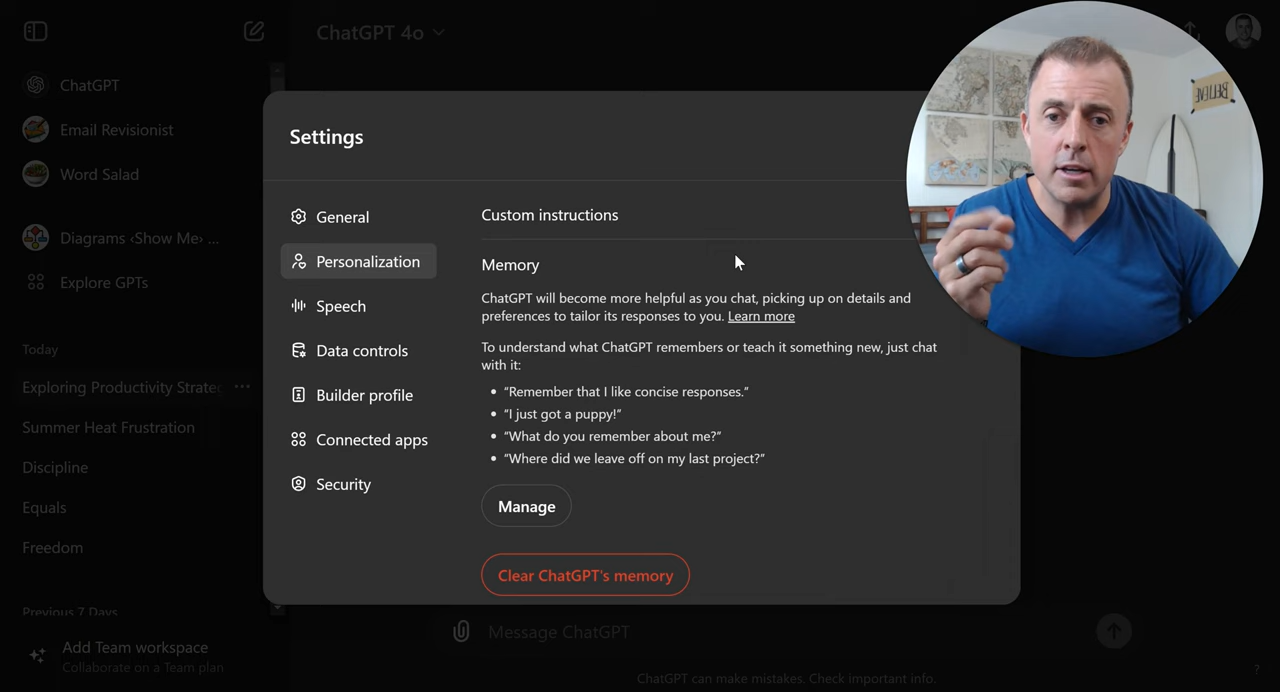 ChatGPT 4o
ChatGPT
Email Revisionist
Word Salad
Diagrams ‹Show Me› ...
Explore GPTs
Today
Exploring Productivity Strateg
Summer Heat Frustration
Discipline
Equals
Freedom
Previous 7 Days
Add Team workspace
Collaborate on a Team plan
Settings
General
Personalization
Speech
Data controls
Builder profile
Connected apps
Security
Custom instructions
Memory
ChatGPT will become more helpful as you chat, picking up on details and
preferences to tailor its responses to you. Learn more
To understand what ChatGPT remembers or teach it something new, just chat
with it:
• “Remember that I like concise responses.”
• “I just got a puppy!”
• “What do you remember about me?”
• “Where did we leave off on my last project?”
Manage
Clear ChatGPT's memory
BELIEVE
Message ChatGPT
ChatGPT can make mistakes. Check important info.
?